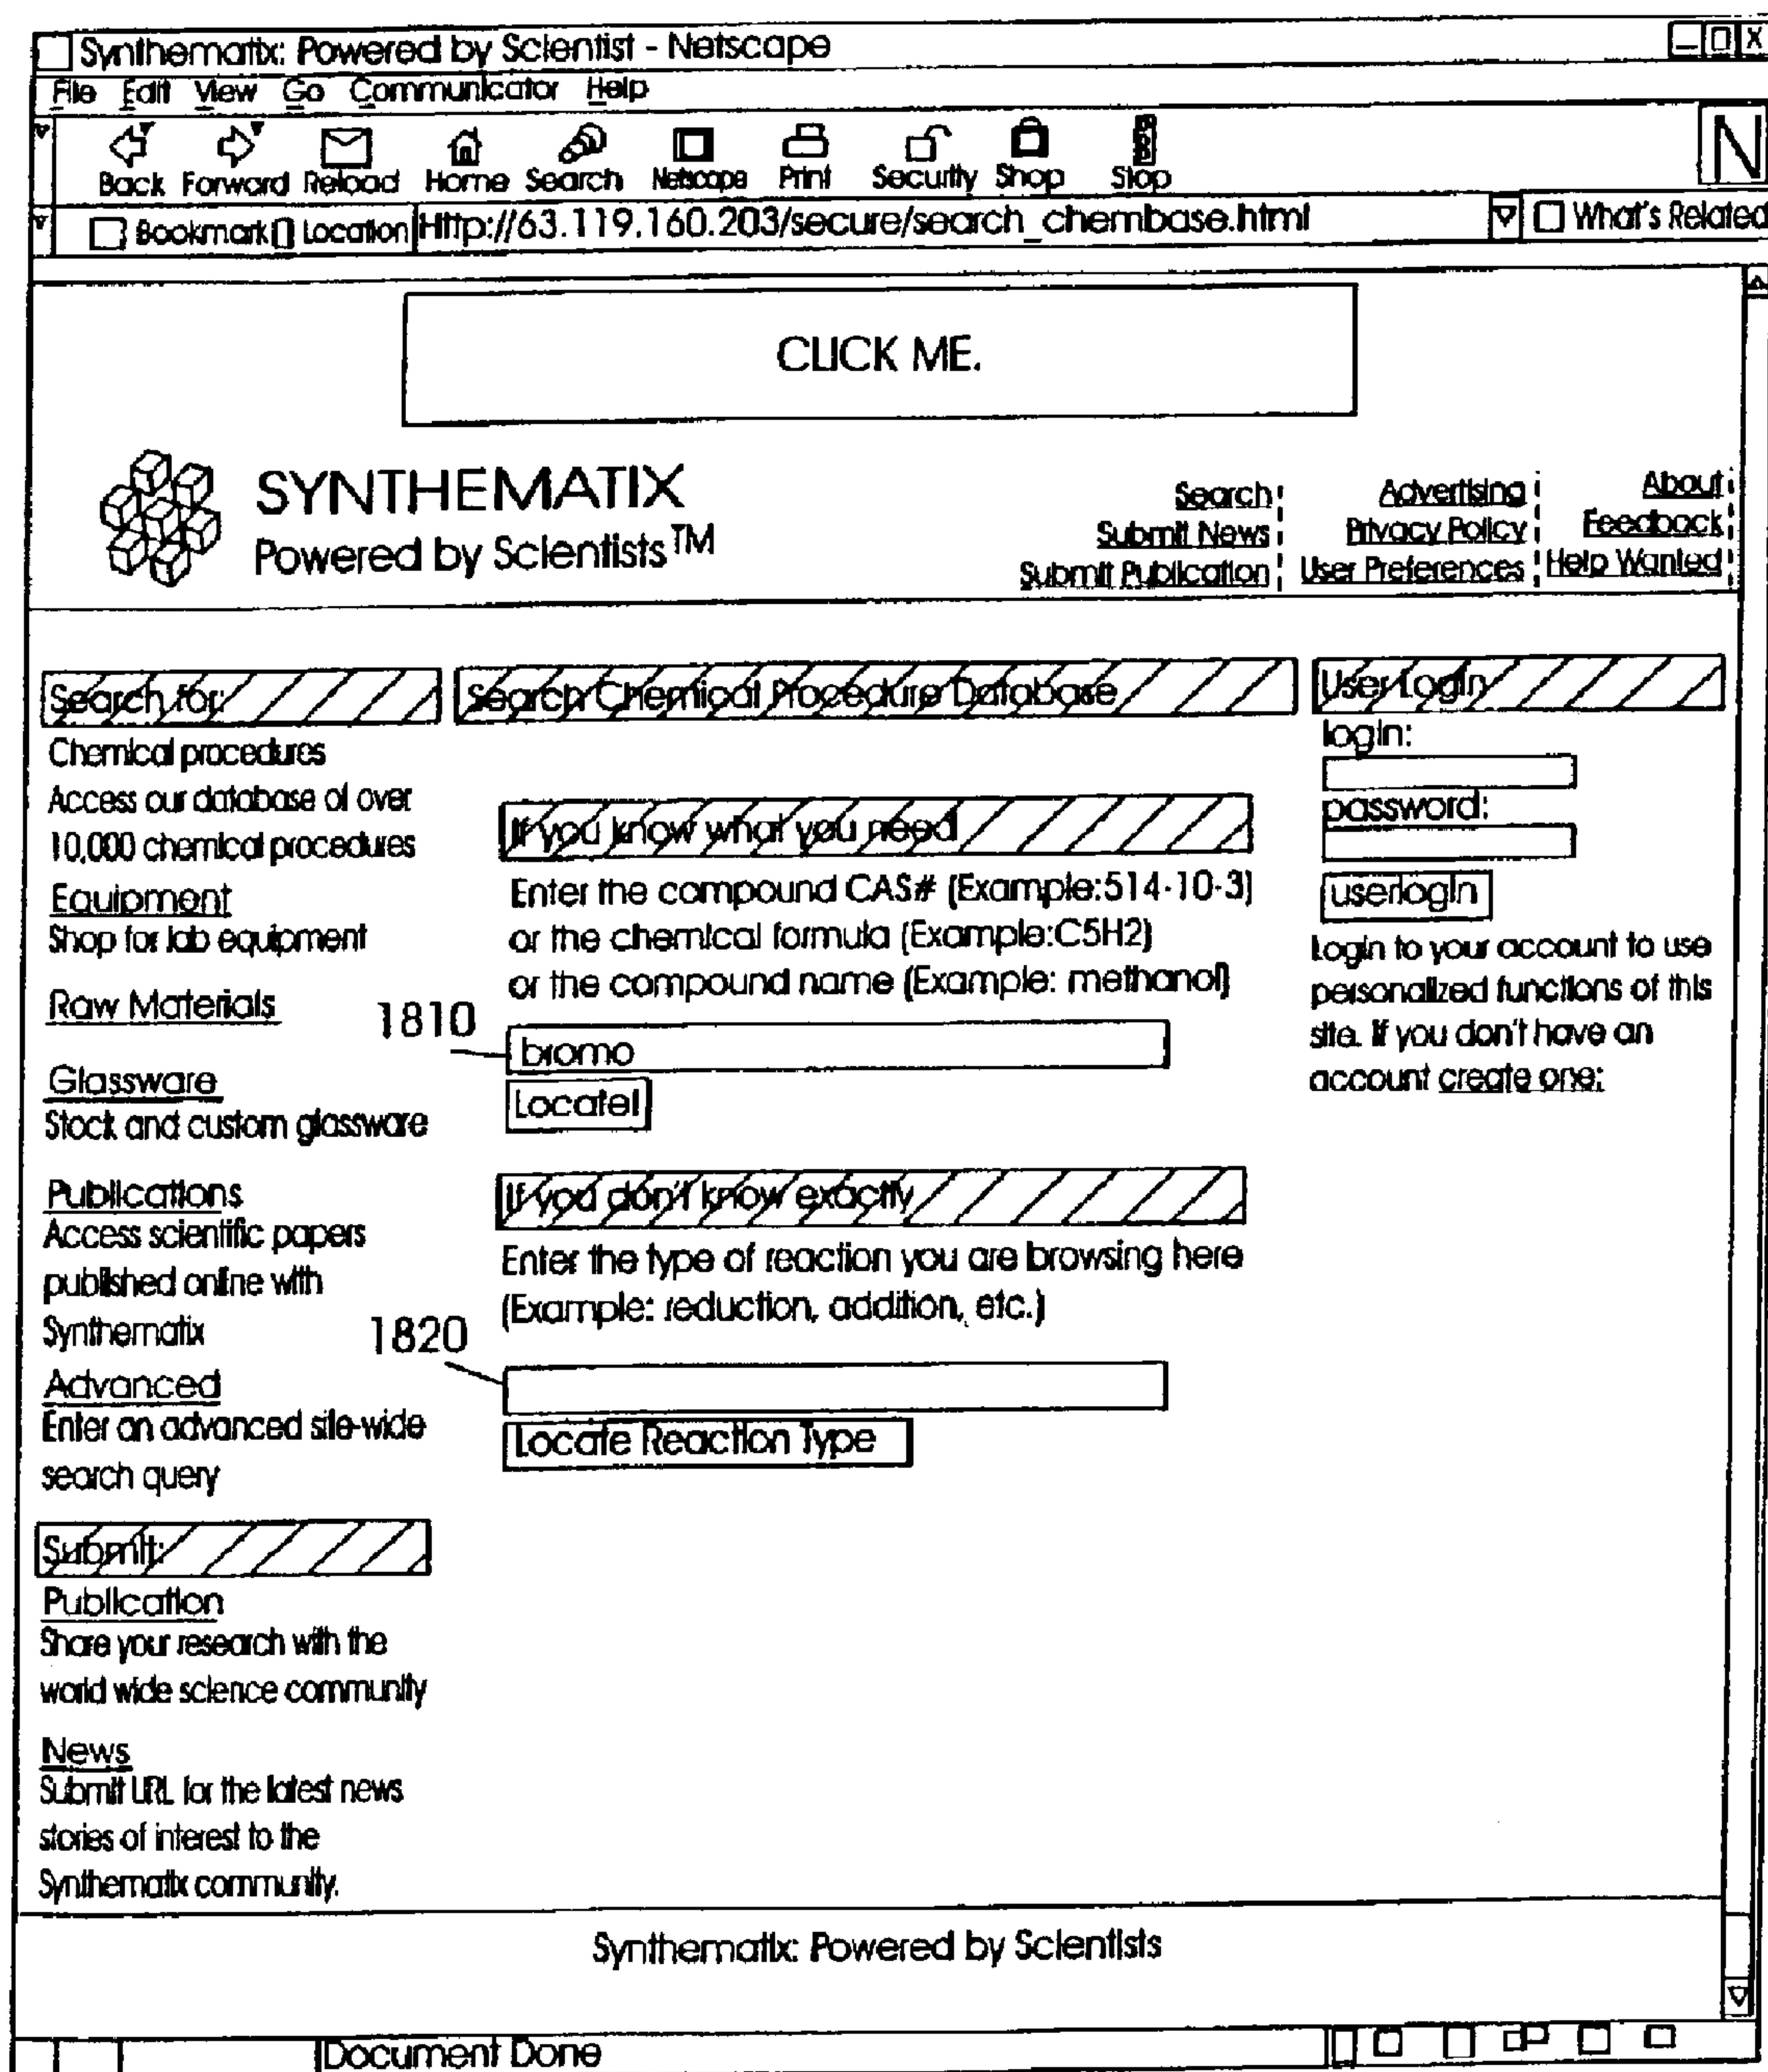 Synthematix: Powered by Scientist - Netscape
File Edit View Go Communicator Help
Back Forward Reload Home Search Netscape Print Security Shop Stop
N
Bookmark Location Http://63.119.160.203/secure/search_chembase.html What's Related
CLICK ME.
SYNTHEMATIX
Powered by Scientists™
Search Advertising About
Submit News Privacy Policy Feedback
Submit Publication User Preferences Help Wanted
Search for:
Chemical procedures
Access our database of over
10,000 chemical procedures
Equipment
Shop for lab equipment
Raw Materials
Glassware
Stock and custom glassware
Publications
Access scientific papers
published online with
Synthematix
Advanced
Enter an advanced site-wide
search query
Submit:
Publication
Share your research with the
world wide science community
News
Submit URL for the latest news
stories of interest to the
Synthematix community.
Search Chemical Procedure Database
If you know what you need
Enter the compound CAS# (Example:514-10-3)
or the chemical formula (Example:C5H2)
or the compound name (Example: methanol)
1810
bromo
Locate!
If you don't know exactly
Enter the type of reaction you are browsing here
(Example: reduction, addition, etc.)
1820
Locate Reaction Type
User Login
login:
password:
userlogin
Login to your account to use
personalized functions of this
site. If you don't have an
account create one:
Synthematix: Powered by Scientists
Document Done